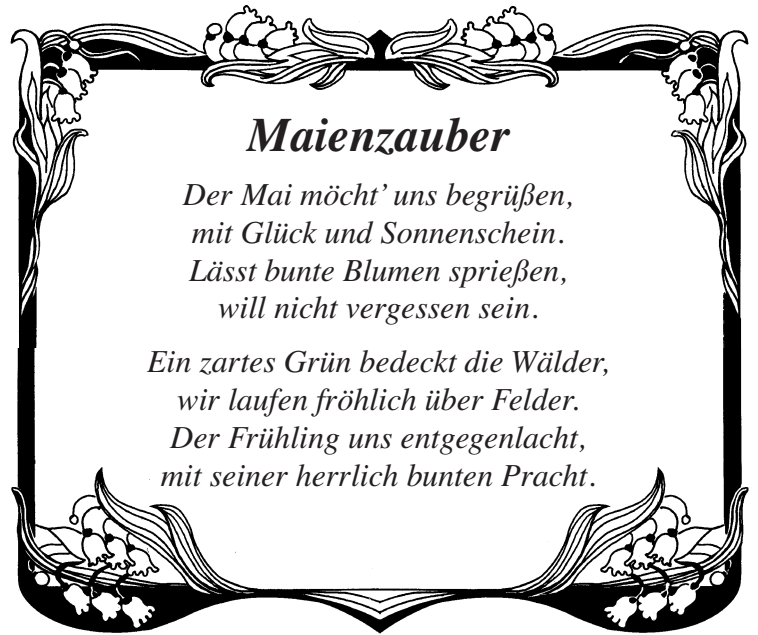 Maienzauber
Der Mai möcht’ uns begrüßen,
mit Glück und Sonnenschein.
Lässt bunte Blumen sprießen,
will nicht vergessen sein.
Ein zartes Grün bedeckt die Wälder,
wir laufen fröhlich über Felder.
Der Frühling uns entgegenlacht,
mit seiner herrlich bunten Pracht.